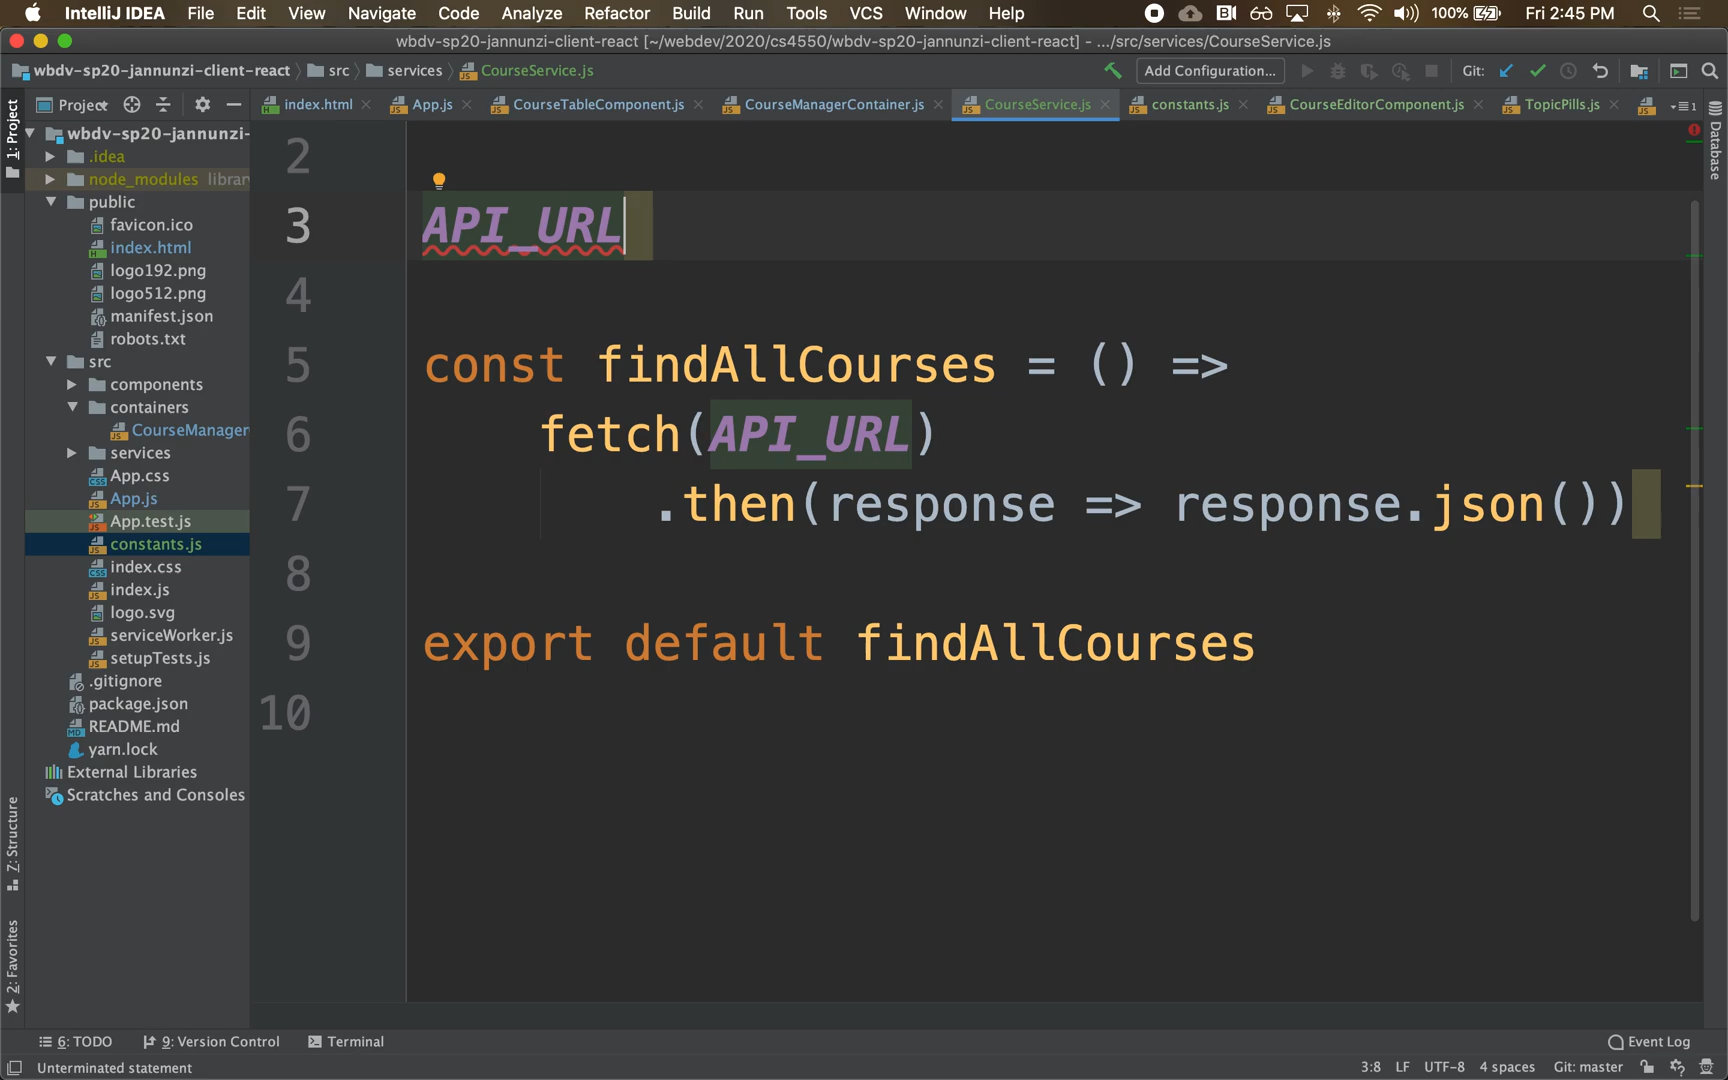 IntelliJ IDEA File Edit View Navigate Code Analyze Refactor Build Run Tools VCS Window Help 100% Fri 2:45 PM
wbdv-sp20-jannunzi-client-react [~/webdev/2020/cs4550/wbdv-sp20-jannunzi-client-react] - .../src/services/CourseService.js
wbdv-sp20-jannunzi-client-react src services CourseService.js Add Configuration... Git:
1: Project
Project
index.html App.js CourseTableComponent.js CourseManagerContainer.js CourseService.js constants.js CourseEditorComponent.js TopicPills.js 1
Database
wbdv-sp20-jannunzi-
.idea
node_modules librar
public
favicon.ico
index.html
logo192.png
logo512.png
manifest.json
robots.txt
src
components
containers
CourseManager
services
App.css
App.js
App.test.js
constants.js
index.css
index.js
logo.svg
serviceWorker.js
setupTests.js
.gitignore
package.json
README.md
yarn.lock
External Libraries
Scratches and Consoles
2
3 API_URL
4
5 const findAllCourses = () =>
6 fetch(API_URL)
7 .then(response => response.json())
8
9 export default findAllCourses
10
Z: Structure
2: Favorites
6: TODO 9: Version Control Terminal Event Log
Unterminated statement 3:8 LF UTF-8 4 spaces Git: master